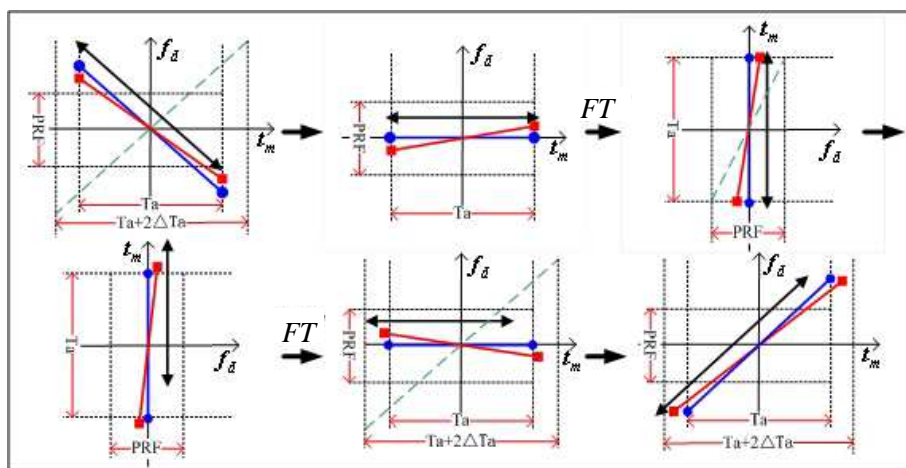 f_d
PRF
t_m
Ta
Ta+2△Ta
f_d
PRF
t_m
Ta
FT
t_m
Ta
f_d
PRF
t_m
Ta
f_d
PRF
FT
f_d
PRF
t_m
Ta
Ta+2△Ta
f_d
PRF
t_m
Ta
Ta+2△Ta